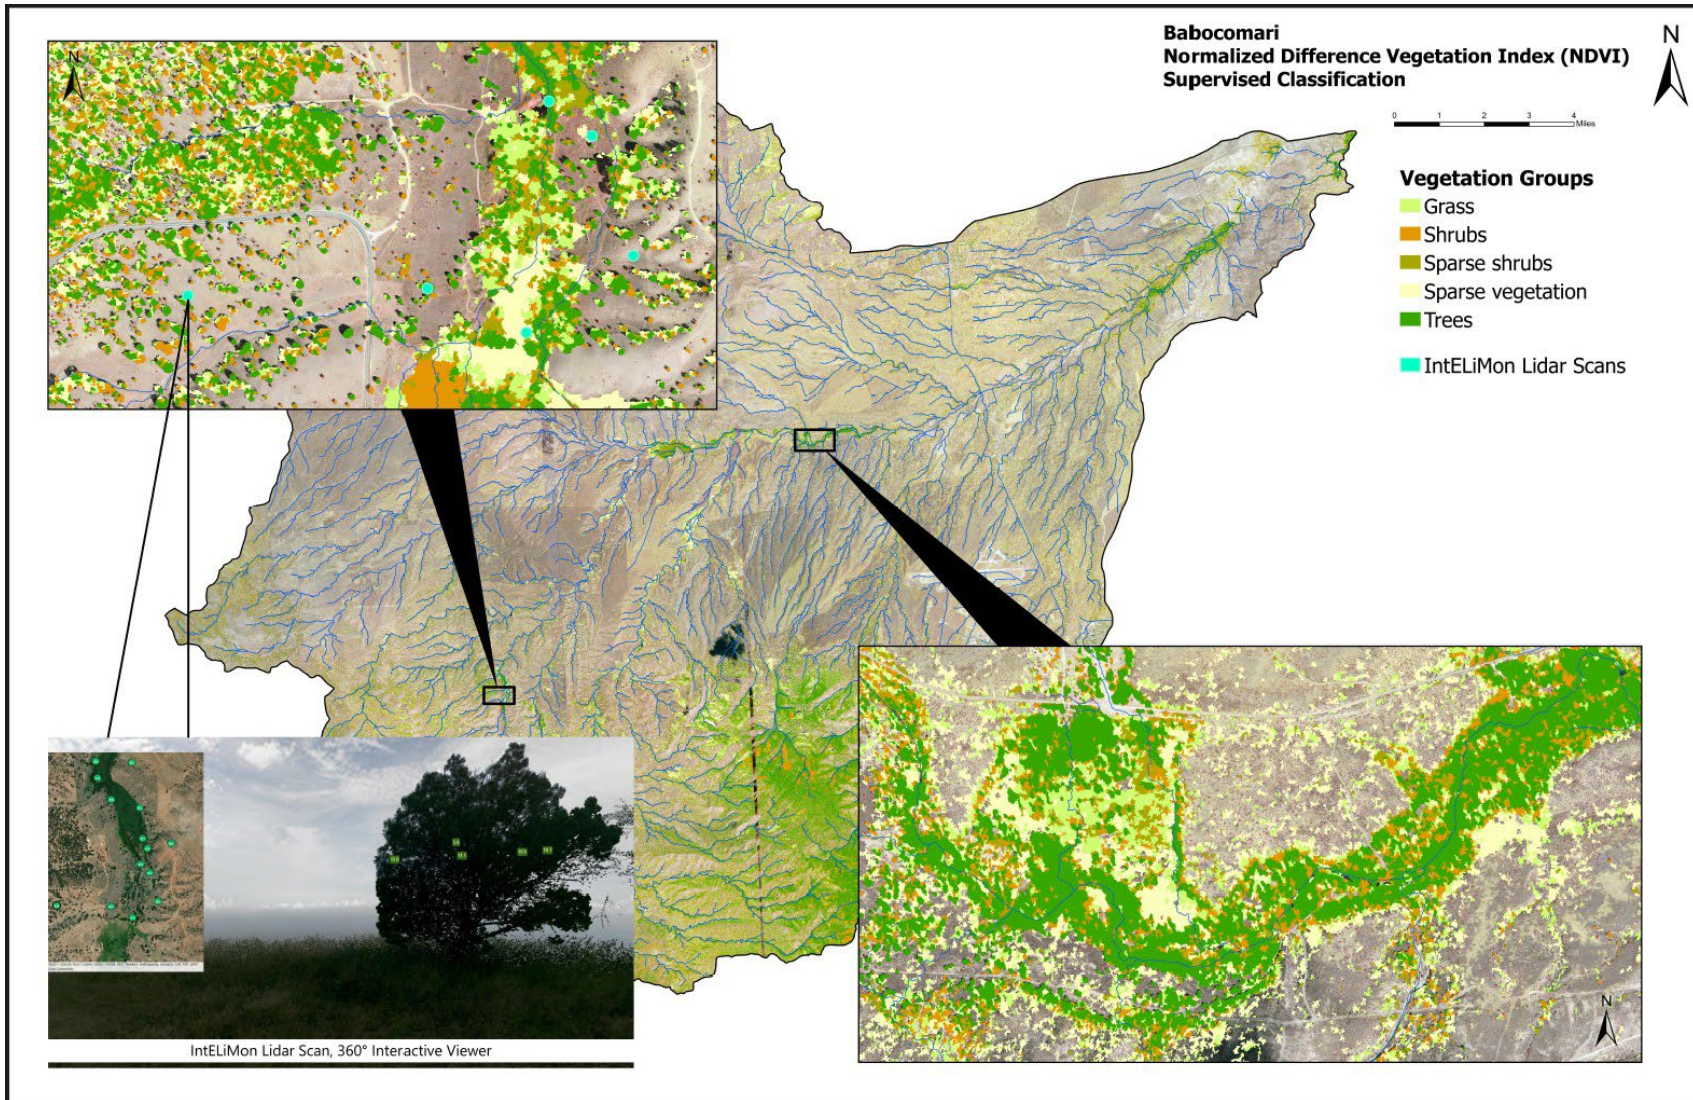 Babocomari
Normalized Difference Vegetation Index (NDVI)
Supervised Classification
N
N
0 1 2 3 4
Miles
Vegetation Groups
Grass
Shrubs
Sparse shrubs
Sparse vegetation
Trees
IntELiMon Lidar Scans
N
IntELiMon Lidar Scan, 360° Interactive Viewer